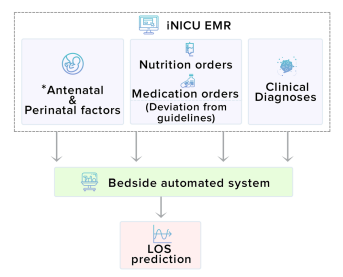 iNICU EMR
*Antenatal
&
Perinatal factors
Nutrition orders
Medication orders
(Deviation from
guidelines)
Clinical
Diagnoses
Bedside automated system
LOS
prediction